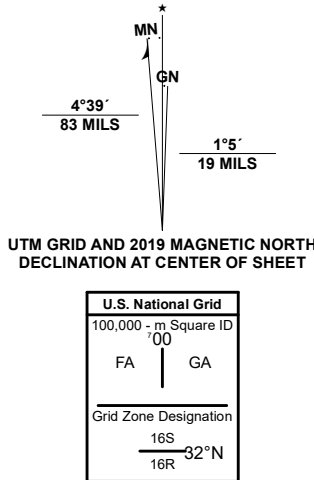 MN
GN
4°39´
83 MILS
1°5´
19 MILS
UTM GRID AND 2019 MAGNETIC NORTH
DECLINATION AT CENTER OF SHEET
U.S. National Grid
100,000 - m Square ID
⁷00
FA GA
Grid Zone Designation
16S
32°N
16R